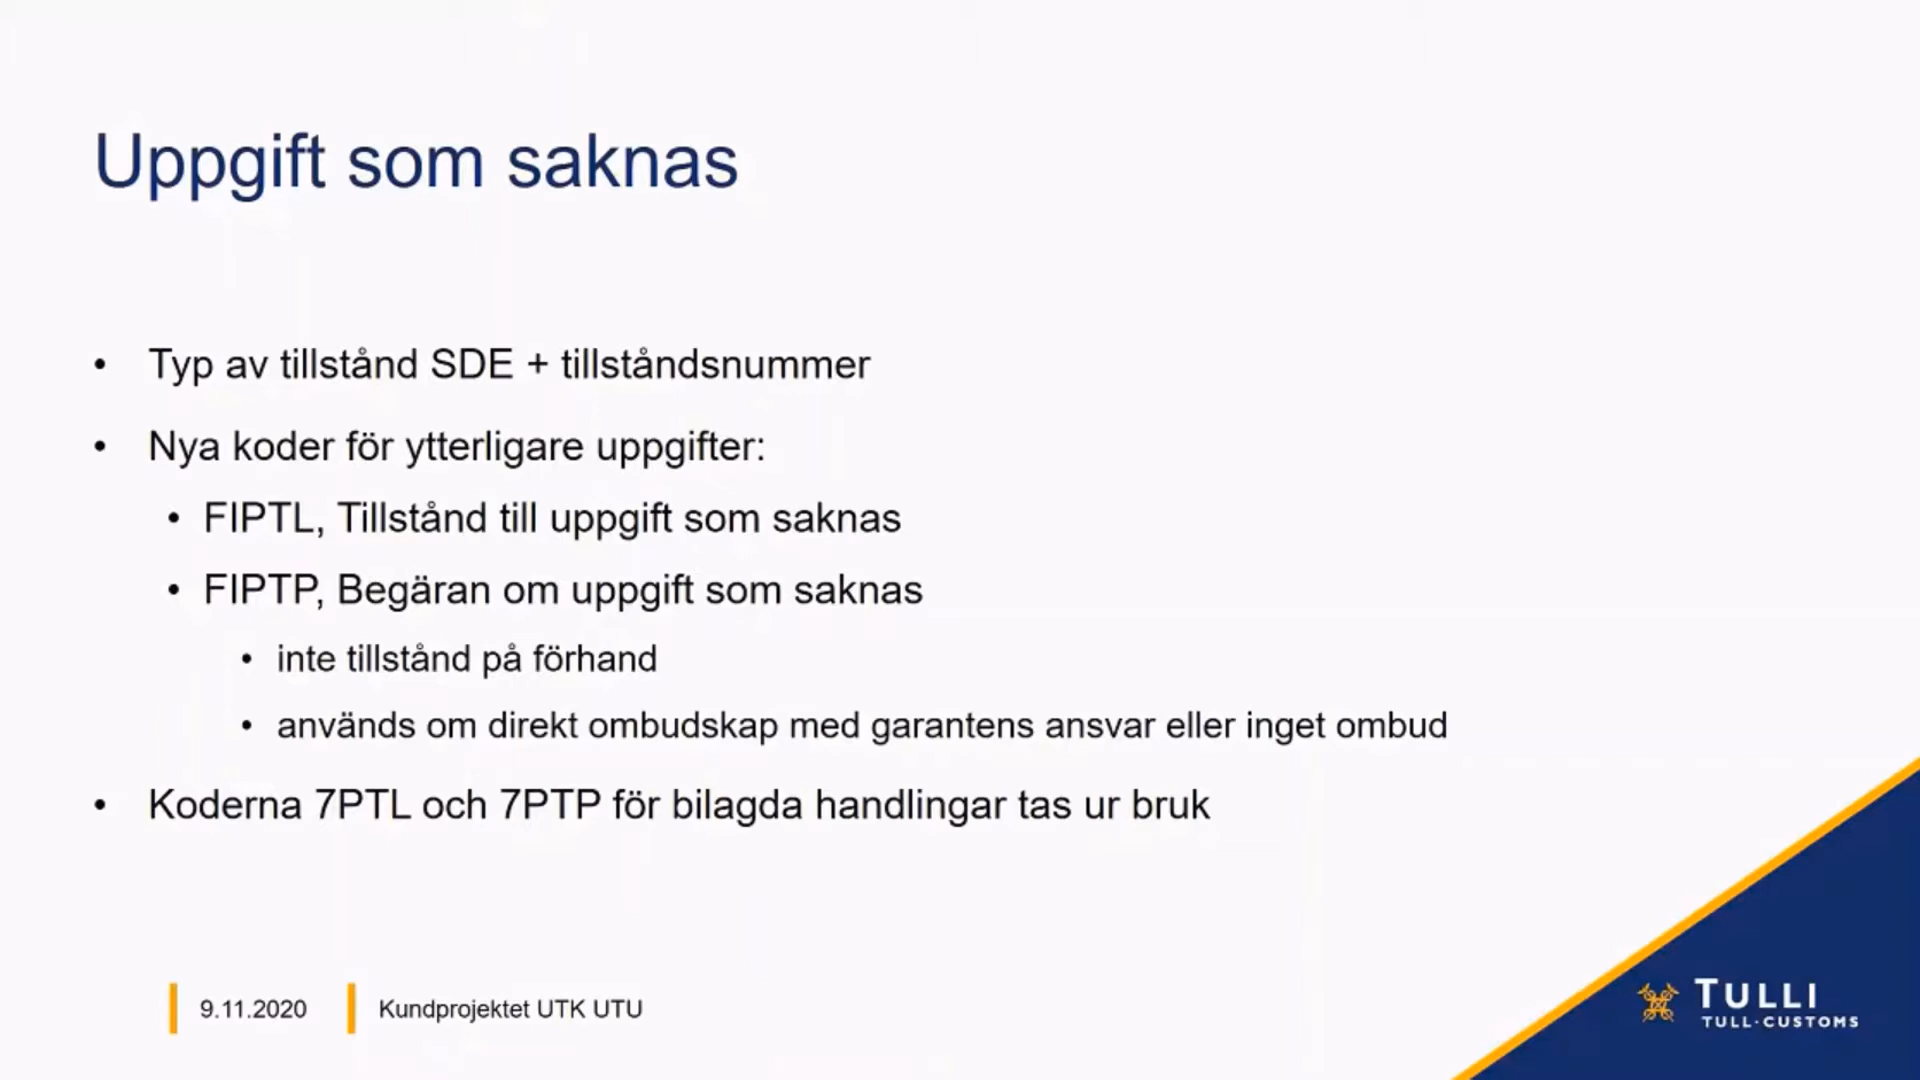 Uppgift som saknas
• Typ av tillstånd SDE + tillståndsnummer
• Nya koder för ytterligare uppgifter:
• FIPTL, Tillstånd till uppgift som saknas
• FIPTP, Begäran om uppgift som saknas
• inte tillstånd på förhand
• används om direkt ombudskap med garantens ansvar eller inget ombud
• Koderna 7PTL och 7PTP för bilagda handlingar tas ur bruk
9.11.2020
Kundprojektet UTK UTU
TULLI
TULL·CUSTOMS